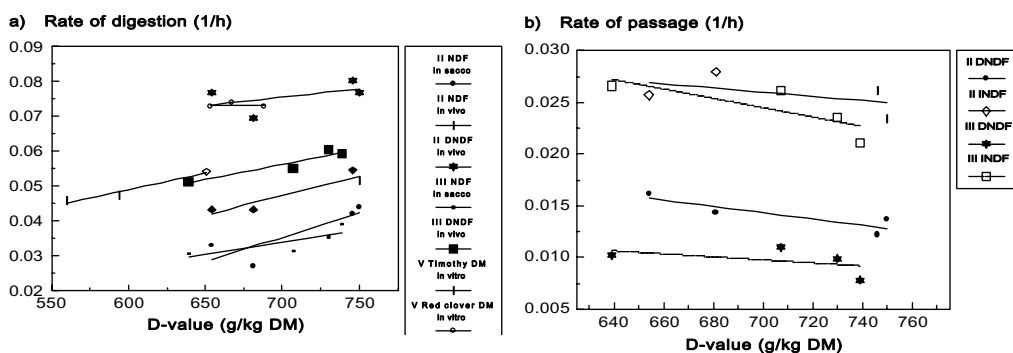 a) Rate of digestion (1/h)
0.09
0.08
0.07
0.06
0.05
0.04
0.03
0.02
560
600
650
700
750
D-value (g/kg DM)
II NDF
in sacco
II NDF
in vivo
II DNDF
in vivo
III NDF
in sacco
III DNDF
in vivo
V Timothy DM
in vitro
V Red clover DM
in vitro
b) Rate of passage (1/h)
0.030
0.025
0.020
0.015
0.010
0.005
640
660
680
700
720
740
760
D-value (g/kg DM)
II DNDF
II INDF
III DNDF
III INDF